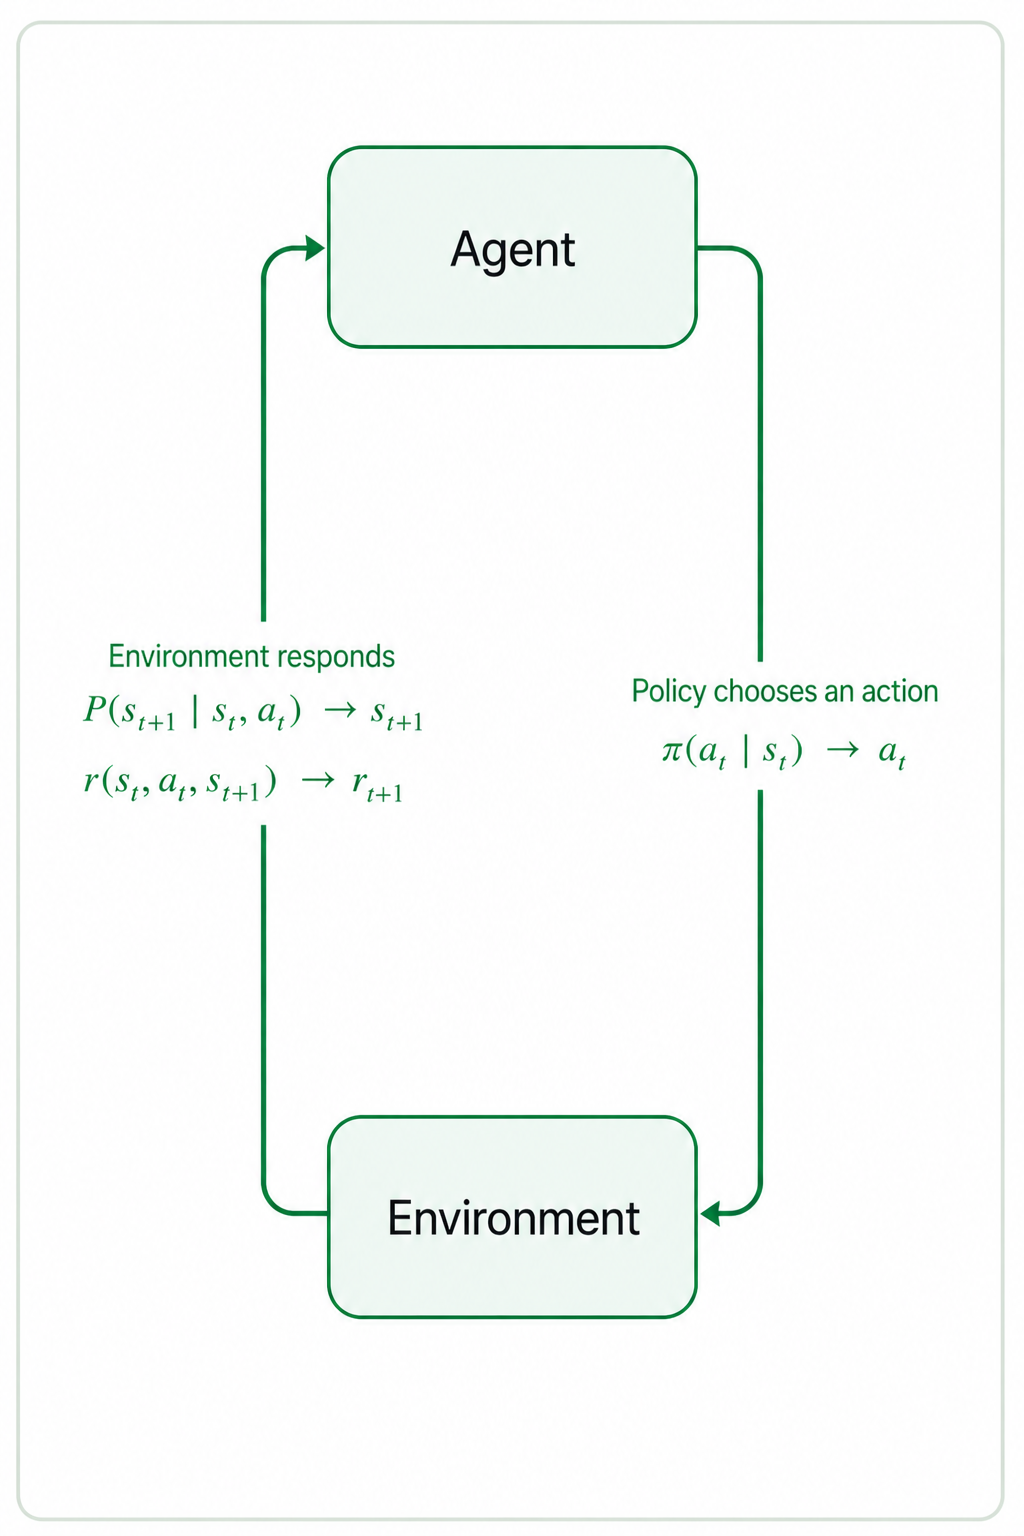 Agent
Environment responds
P(s_{t+1} | s_t, a_t) → s_{t+1}
r(s_t, a_t, s_{t+1}) → r_{t+1}
Policy chooses an action
π(a_t | s_t) → a_t
Environment